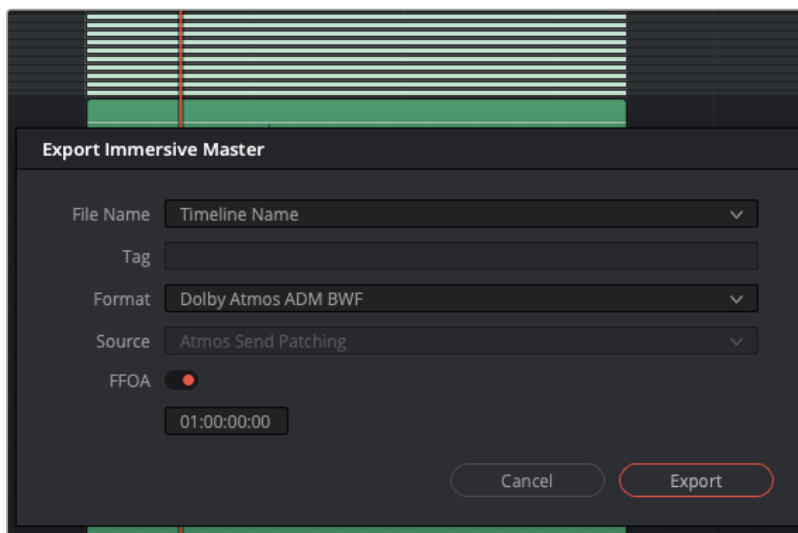 Export Immersive Master
File Name Timeline Name
Tag
Format Dolby Atmos ADM BWF
Source Atmos Send Patching
FFOA
01:00:00:00
Cancel Export